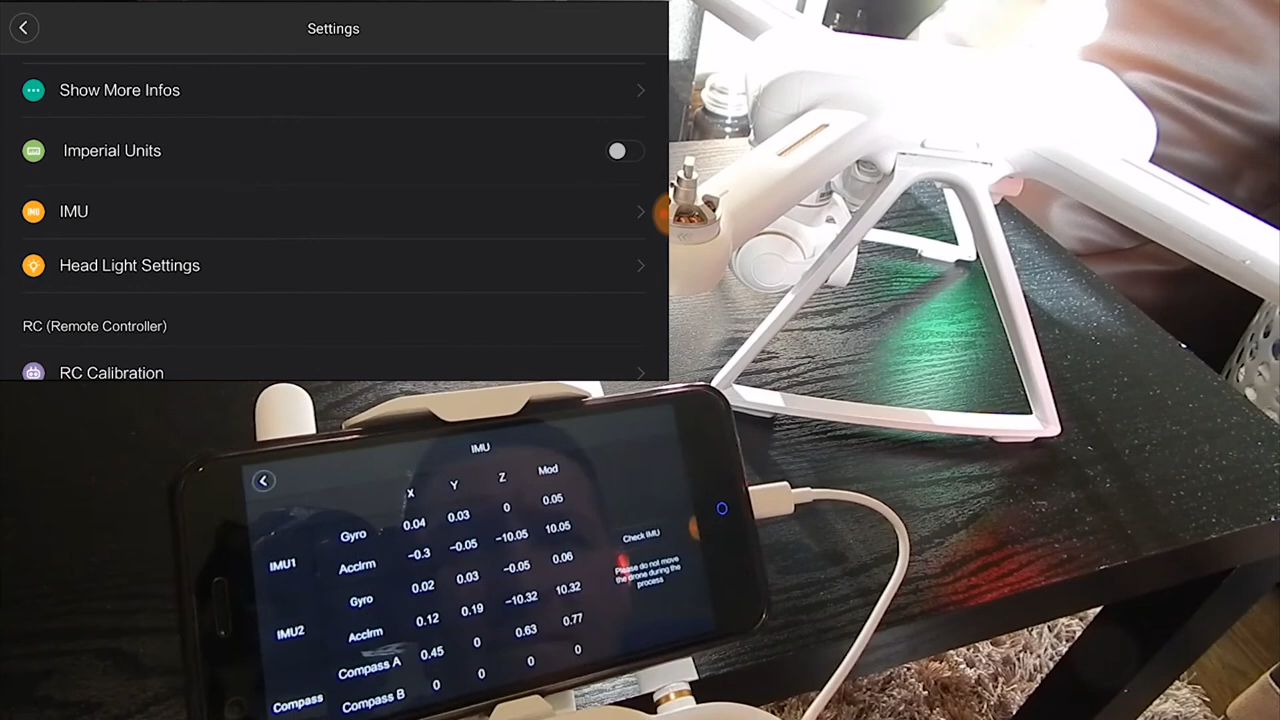 Settings
Show More Infos
Imperial Units
IMU
IMU
Head Light Settings
RC (Remote Controller)
RC Calibration
IMU
X Y Z Mod
IMU1 Gyro 0.04 0.03 0 0.05
Acclrm -0.3 -0.05 -10.05 10.05
IMU2 Gyro 0.02 0.03 -0.05 0.06
Acclrm 0.12 0.19 -10.32 10.32
Compass Compass A 0.45 0 0.63 0.77
Compass B 0 0 0 0
Check IMU
Please do not move
the drone during the
process